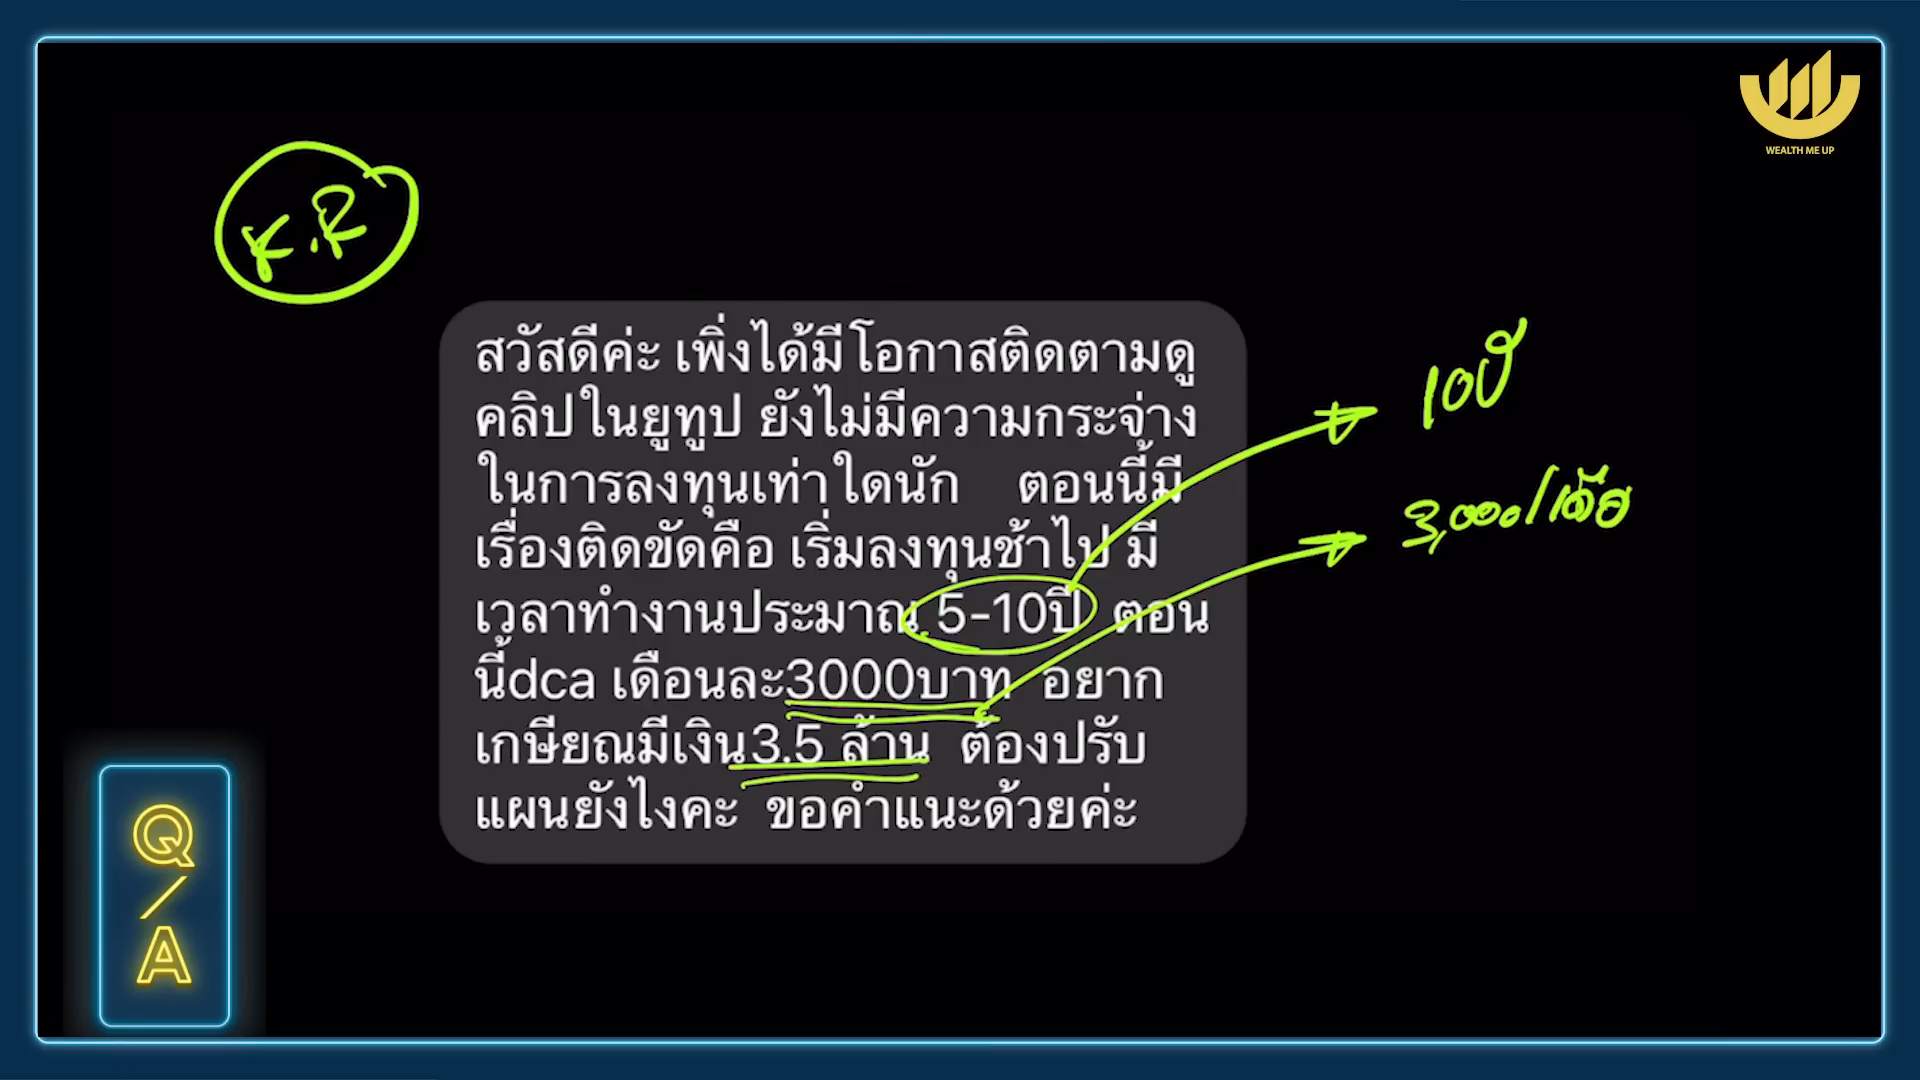 WEALTH ME UP
K.R
สวัสดีค่ะ เพิ่งได้มีโอกาสติดตามดู
คลิปในยูทูป ยังไม่มีความกระจ่าง
ในการลงทุนเท่าใดนัก ตอนนี้มี
เรื่องติดขัดคือ เริ่มลงทุนช้าไป มี
เวลาทำงานประมาณ 5-10ปี ตอน
นี้dca เดือนละ3000บาท อยาก
เกษียณมีเงิน3.5 ล้าน ต้องปรับ
แผนยังไงคะ ขอคำแนะด้วยค่ะ
10ปี
3,000/เดือ
Q/A